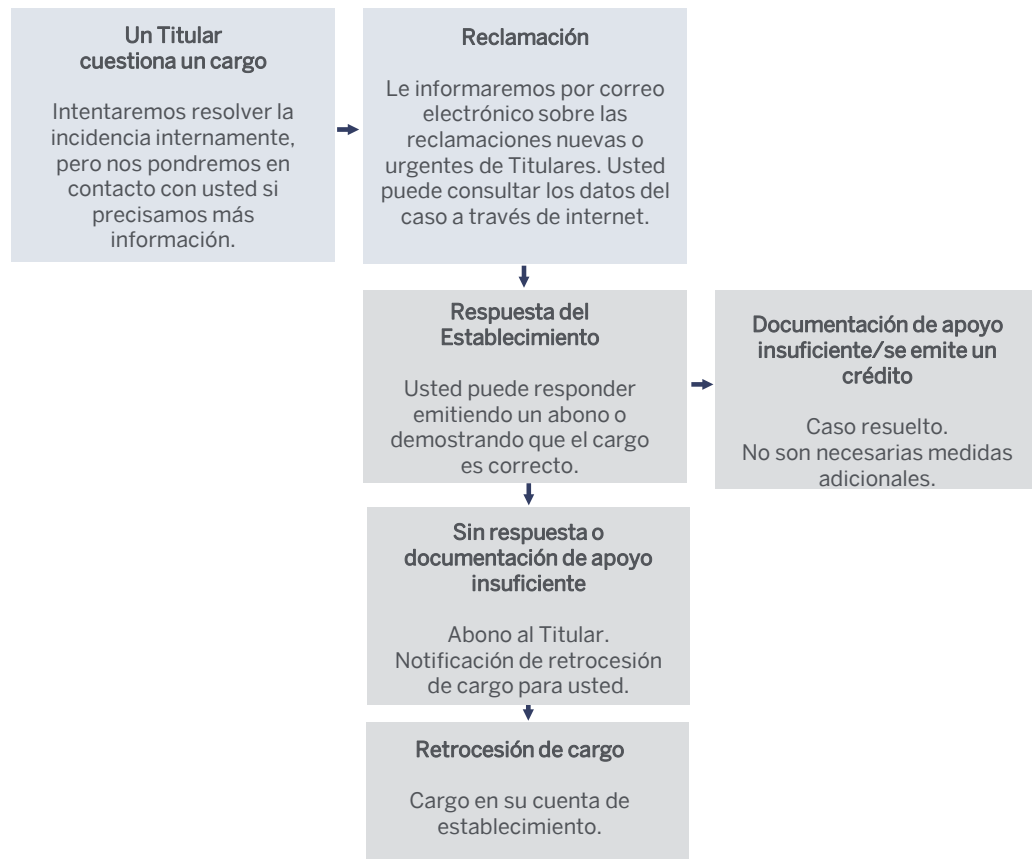 Un Titular
cuestiona un cargo
Intentaremos resolver la
incidencia internamente,
pero nos pondremos en
contacto con usted si
precisamos más
información.
Reclamación
Le informaremos por correo
electrónico sobre las
reclamaciones nuevas o
urgentes de Titulares. Usted
puede consultar los datos del
caso a través de internet.
Respuesta del
Establecimiento
Usted puede responder
emitiendo un abono o
demostrando que el cargo
es correcto.
Documentación de apoyo
insuficiente/se emite un
crédito
Caso resuelto.
No son necesarias medidas
adicionales.
Sin respuesta o
documentación de apoyo
insuficiente
Abono al Titular.
Notificación de retrocesión
de cargo para usted.
Retrocesión de cargo
Cargo en su cuenta de
establecimiento.